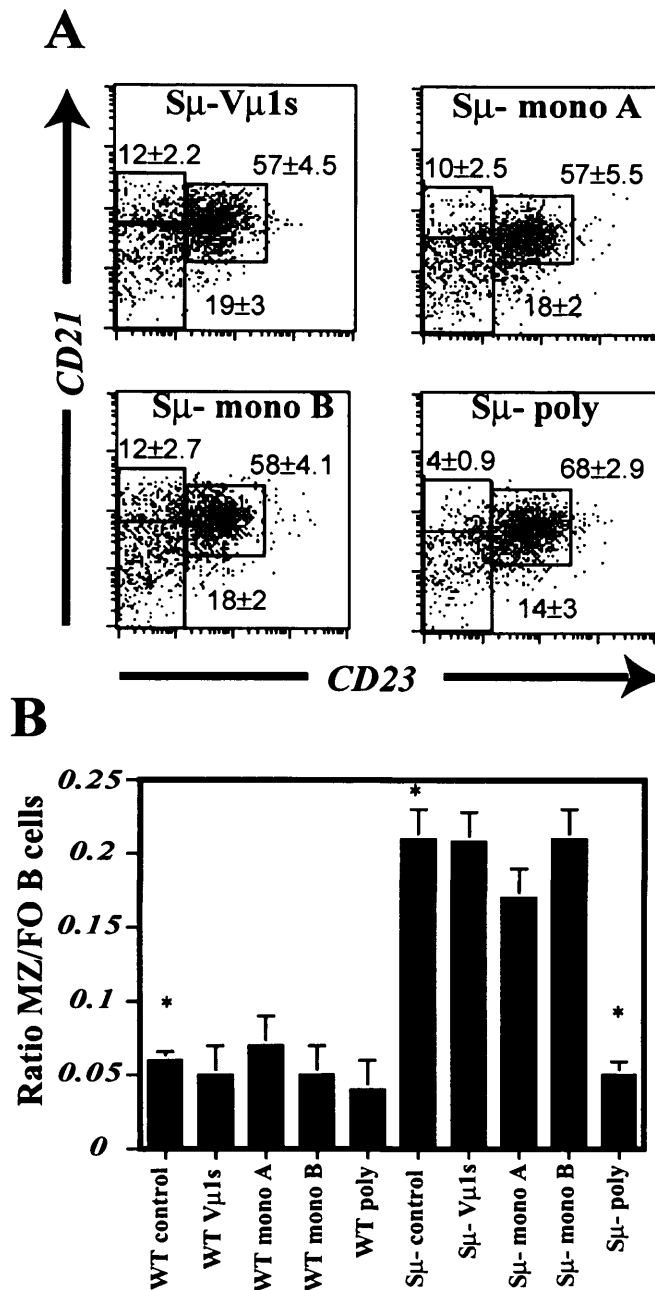 A
Sμ-Vμ1s
Sμ- mono A
12±2.2
57±4.5
10±2.5
57±5.5
19±3
18±2
CD21
Sμ- mono B
Sμ- poly
12±2.7
58±4.1
4±0.9
68±2.9
18±2
14±3
CD23
B
Ratio MZ/FO B cells
0.25
0.2
0.15
0.1
0.05
0
*
*
*
WT control
WT Vμ1s
WT mono A
WT mono B
WT poly
Sμ- control
Sμ- Vμ1s
Sμ- mono A
Sμ- mono B
Sμ- poly